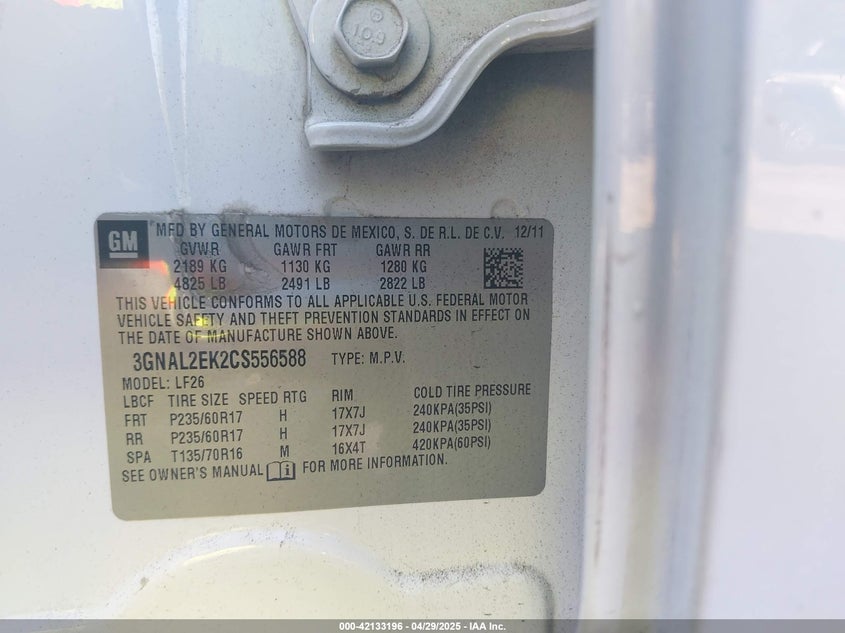 10.9
GM
MFD BY GENERAL MOTORS DE MEXICO, S. DE R.L. DE C.V. 12/11
GVWR GAWR FRT GAWR RR
2189 KG 1130 KG 1280 KG
4825 LB 2491 LB 2822 LB
THIS VEHICLE CONFORMS TO ALL APPLICABLE U.S. FEDERAL MOTOR
VEHICLE SAFETY AND THEFT PREVENTION STANDARDS IN EFFECT ON
THE DATE OF MANUFACTURE SHOWN ABOVE.
3GNAL2EK2CS556588 TYPE: M.P.V.
MODEL: LF26
LBCF TIRE SIZE SPEED RTG RIM COLD TIRE PRESSURE
FRT P235/60R17 H 17X7J 240KPA(35PSI)
RR P235/60R17 H 17X7J 240KPA(35PSI)
SPA T135/70R16 M 16X4T 420KPA(60PSI)
SEE OWNER'S MANUAL FOR MORE INFORMATION.
000-42133196 - 04/29/2025 - IAA Inc.